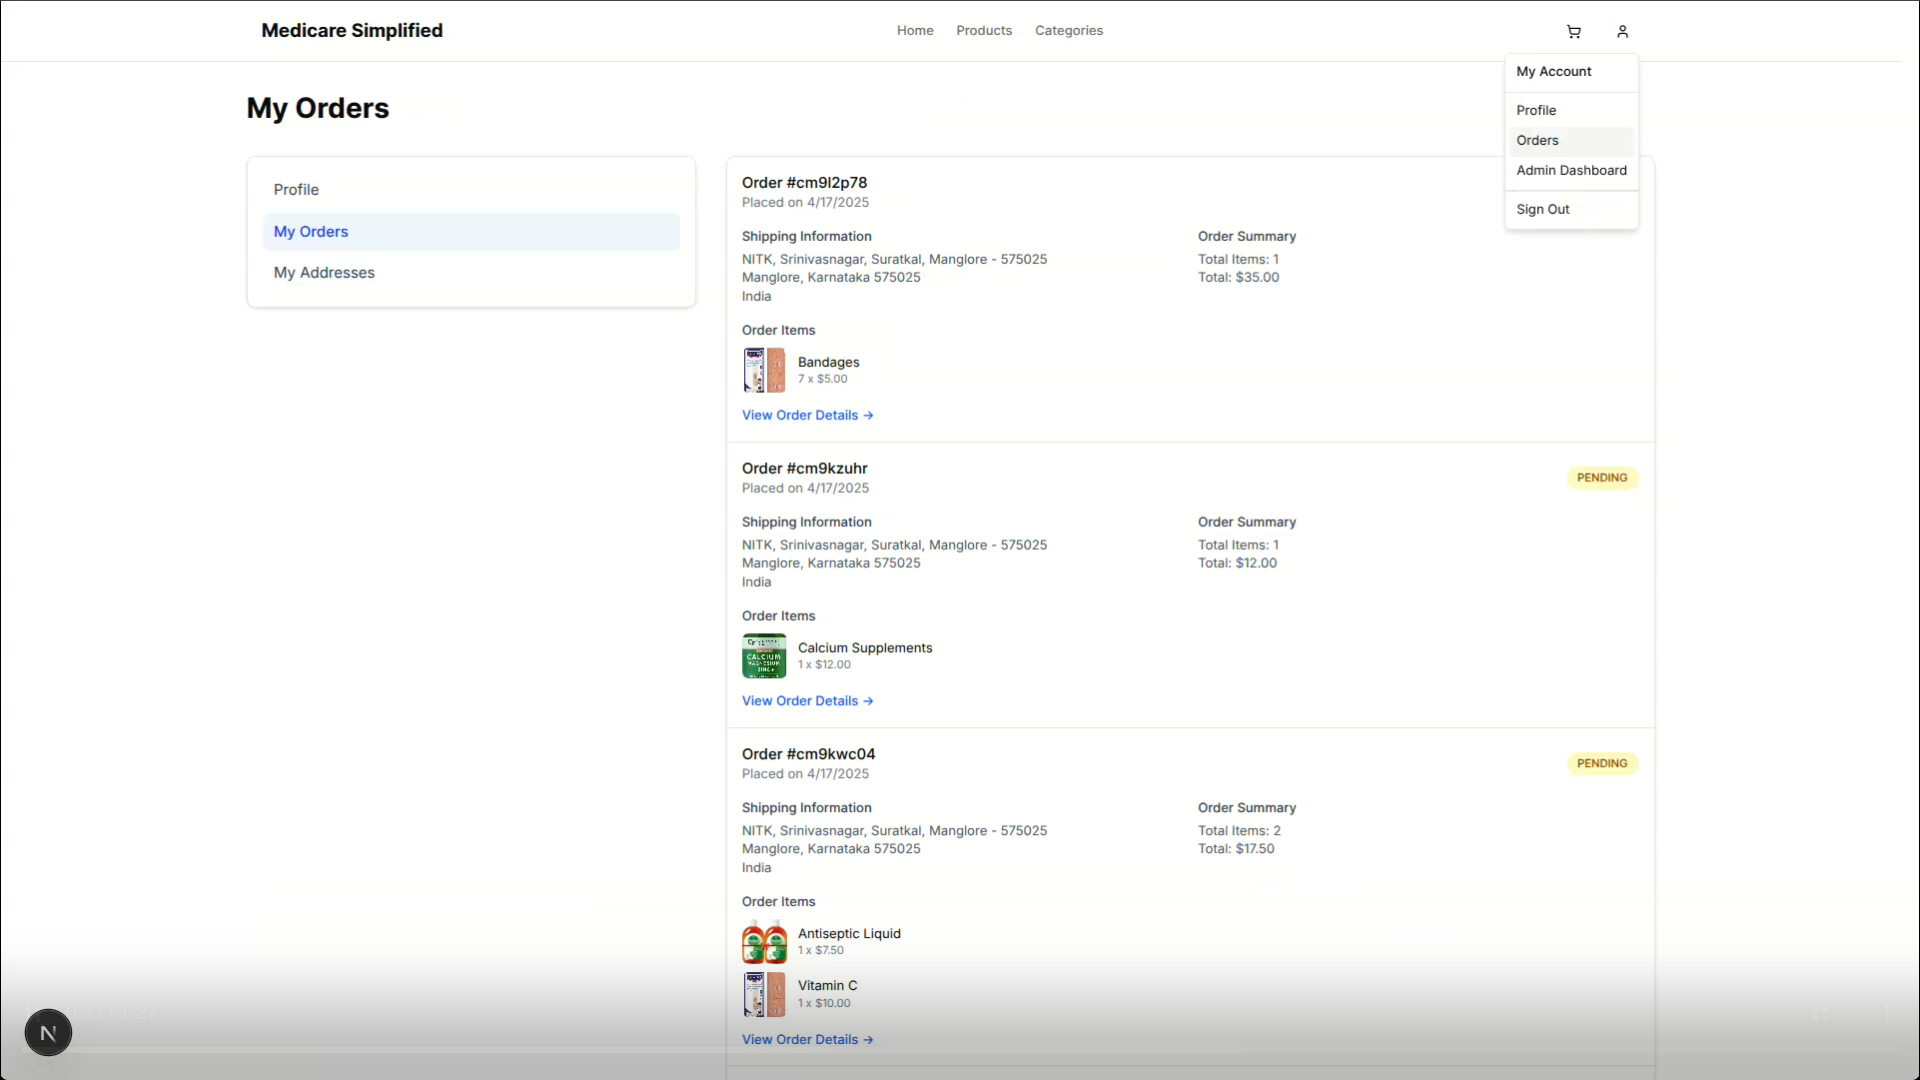 Medicare Simplified
Home
Products
Categories
My Account
Profile
Orders
Admin Dashboard
Sign Out
My Orders
Profile
My Orders
My Addresses
Order #cm9l2p78
Placed on 4/17/2025
Shipping Information
NITK, Srinivasnagar, Suratkal, Manglore - 575025
Manglore, Karnataka 575025
India
Order Summary
Total Items: 1
Total: $35.00
Order Items
Bandages
7 x $5.00
View Order Details →
Order #cm9kzuhr
Placed on 4/17/2025
PENDING
Shipping Information
NITK, Srinivasnagar, Suratkal, Manglore - 575025
Manglore, Karnataka 575025
India
Order Summary
Total Items: 1
Total: $12.00
Order Items
CALCIUM
Calcium Supplements
1 x $12.00
View Order Details →
Order #cm9kwc04
Placed on 4/17/2025
PENDING
Shipping Information
NITK, Srinivasnagar, Suratkal, Manglore - 575025
Manglore, Karnataka 575025
India
Order Summary
Total Items: 2
Total: $17.50
Order Items
Antiseptic Liquid
1 x $7.50
Vitamin C
1 x $10.00
View Order Details →
N